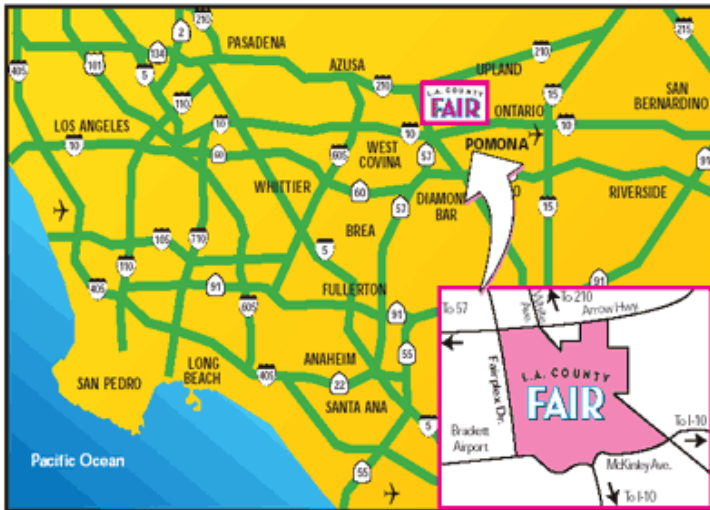 210
2
PASADENA
215
134
210
405
101
5
AZUSA
210
UPLAND
110
15
L.A. COUNTY
FAIR
SAN
BERNARDINO
LOS ANGELES
10
ONTARIO
10
10
10
WEST
COVINA
POMONA
60
605
57
91
WHITTIER
60
DIAMOND
BAR
RIVERSIDE
57
15
BREA
105
710
5
110
91
FULLERTON
91
405
605
91
To 57
To 210
White
Ave.
Arrow Hwy.
ANAHEIM
55
SAN PEDRO
LONG
BEACH
405
22
Fairplex Dr.
L.A. COUNTY
FAIR
SANTA ANA
5
To I-10
Brackett
Airport
Pacific Ocean
McKinley Ave.
55
To I-10